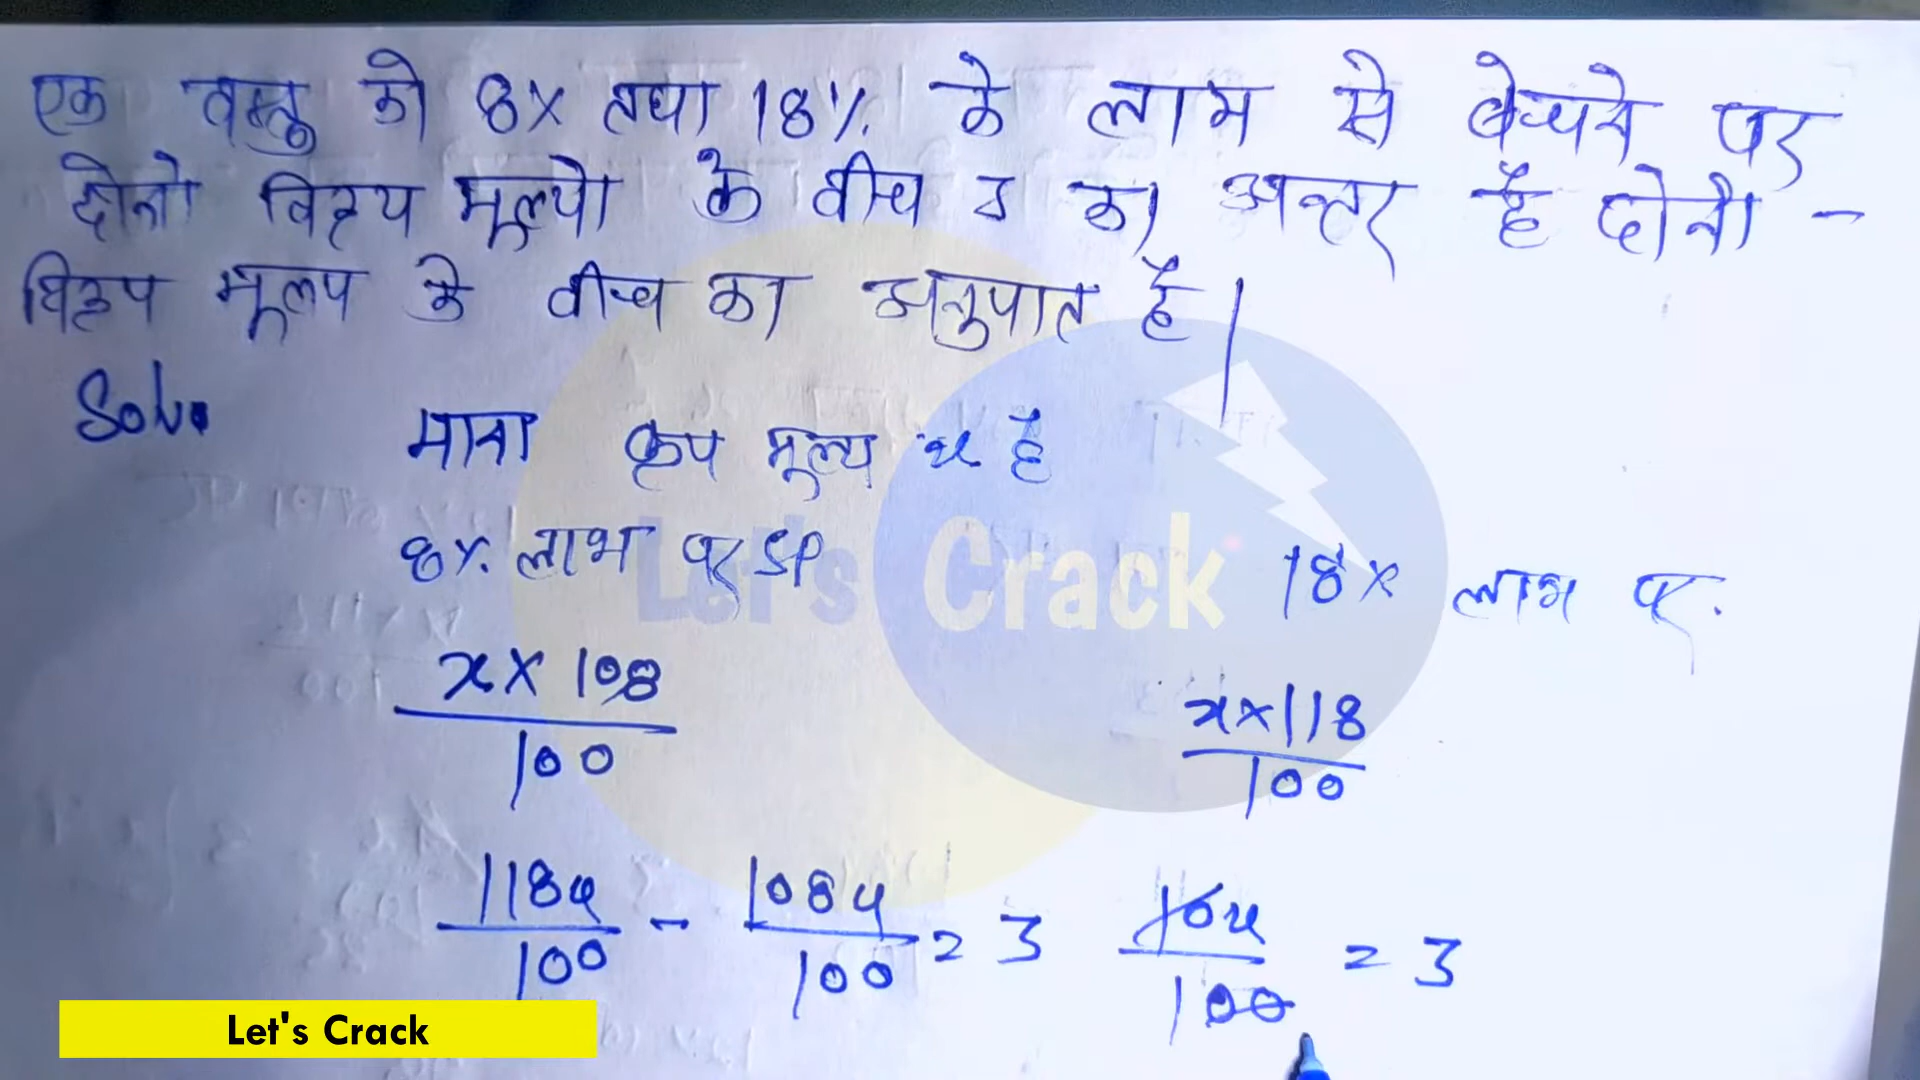 एक वस्तु को 8% तथा 18% के लाभ से बेचने पर
दोनो विक्रय मूल्यो के बीच 3 का अन्तर है दोनो -
विक्रय मूल्य के बीच का अनुपात है |
Solv.
माना क्रय मूल्य x है
8% लाभ पर SP
18% लाभ पर.
x×108
100
x×118
100
118x/100 - 108x/100 = 3
10x/100 = 3
Let's Crack
Let's Crack